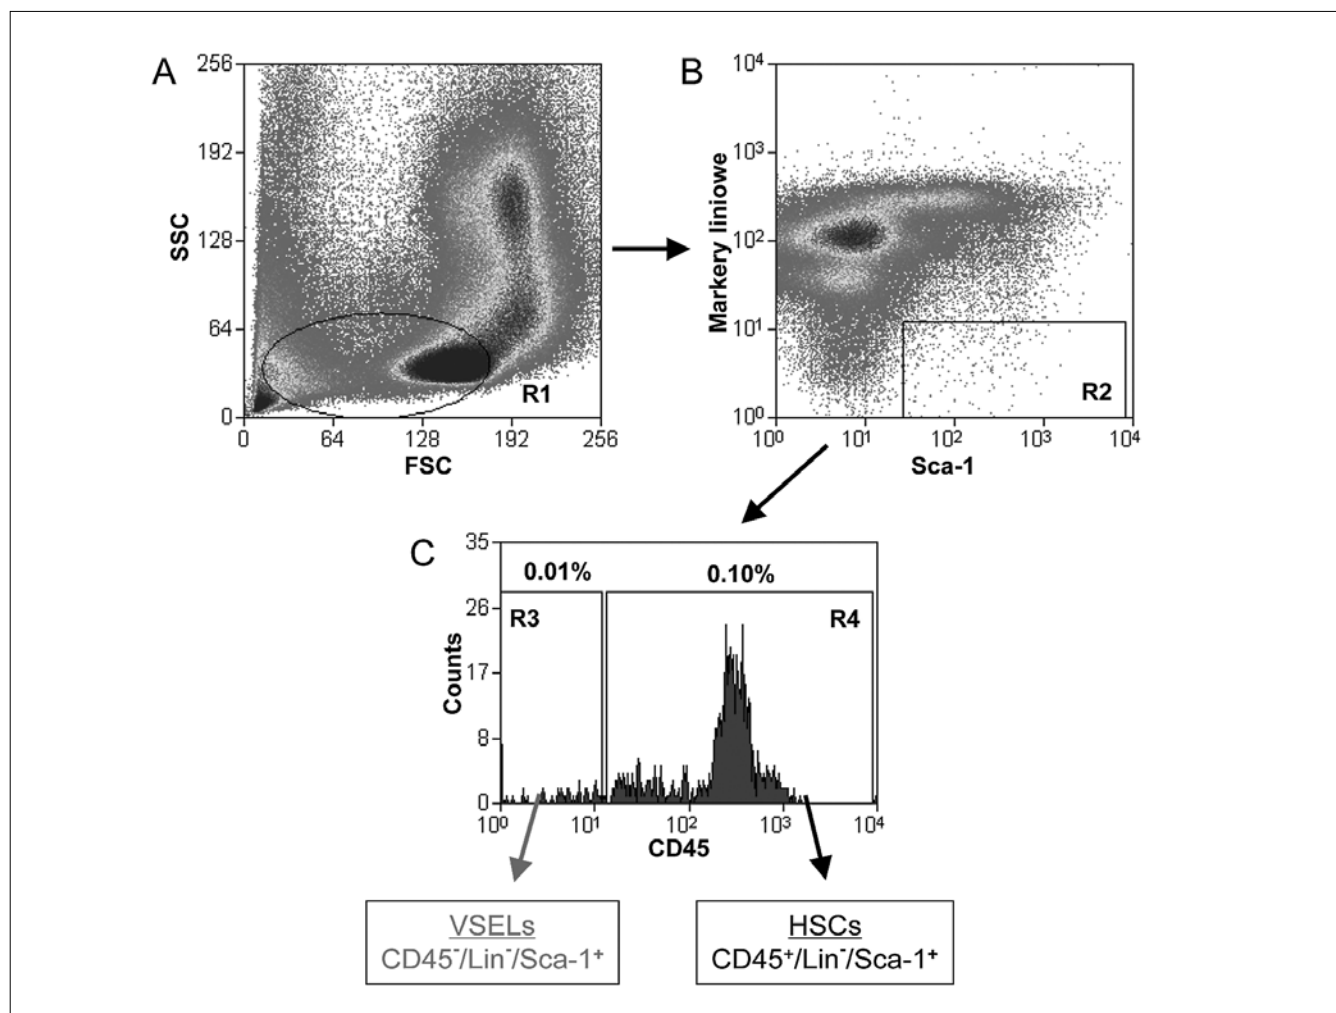 A
256
192
128
64
0
SSC
0 64 128 192 256
FSC
R1
B
10⁴
10³
10²
10¹
10⁰
Markery liniowe
10⁰ 10¹ 10² 10³ 10⁴
Sca-1
R2
C
35
26
17
8
0
Counts
0.01% 0.10%
R3 R4
10⁰ 10¹ 10² 10³ 10⁴
CD45
VSELs
CD45⁻/Lin⁻/Sca-1⁺
HSCs
CD45⁺/Lin⁻/Sca-1⁺